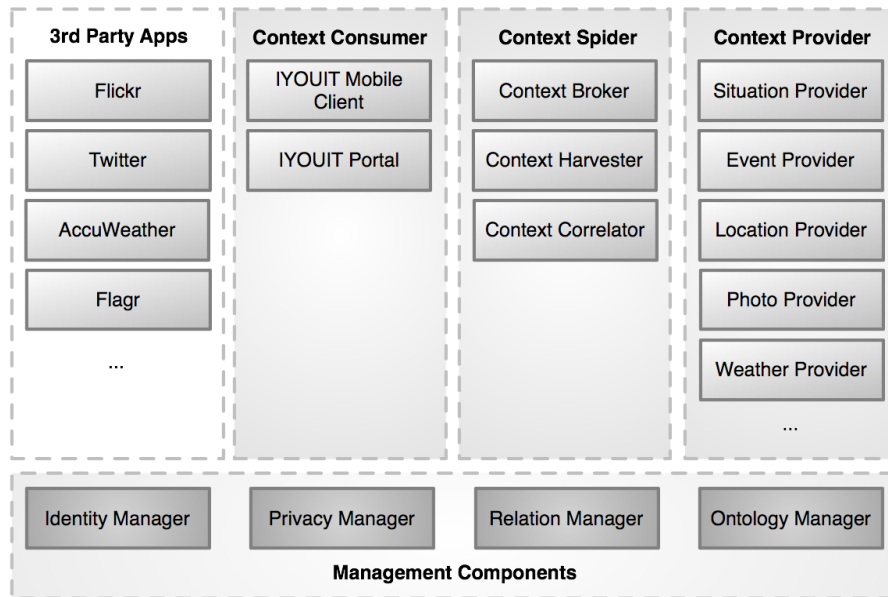 3rd Party Apps
Flickr
Twitter
AccuWeather
Flagr
...
Context Consumer
IYOUIT Mobile
Client
IYOUIT Portal
Context Spider
Context Broker
Context Harvester
Context Correlator
Context Provider
Situation Provider
Event Provider
Location Provider
Photo Provider
Weather Provider
...
Identity Manager
Privacy Manager
Relation Manager
Ontology Manager
Management Components